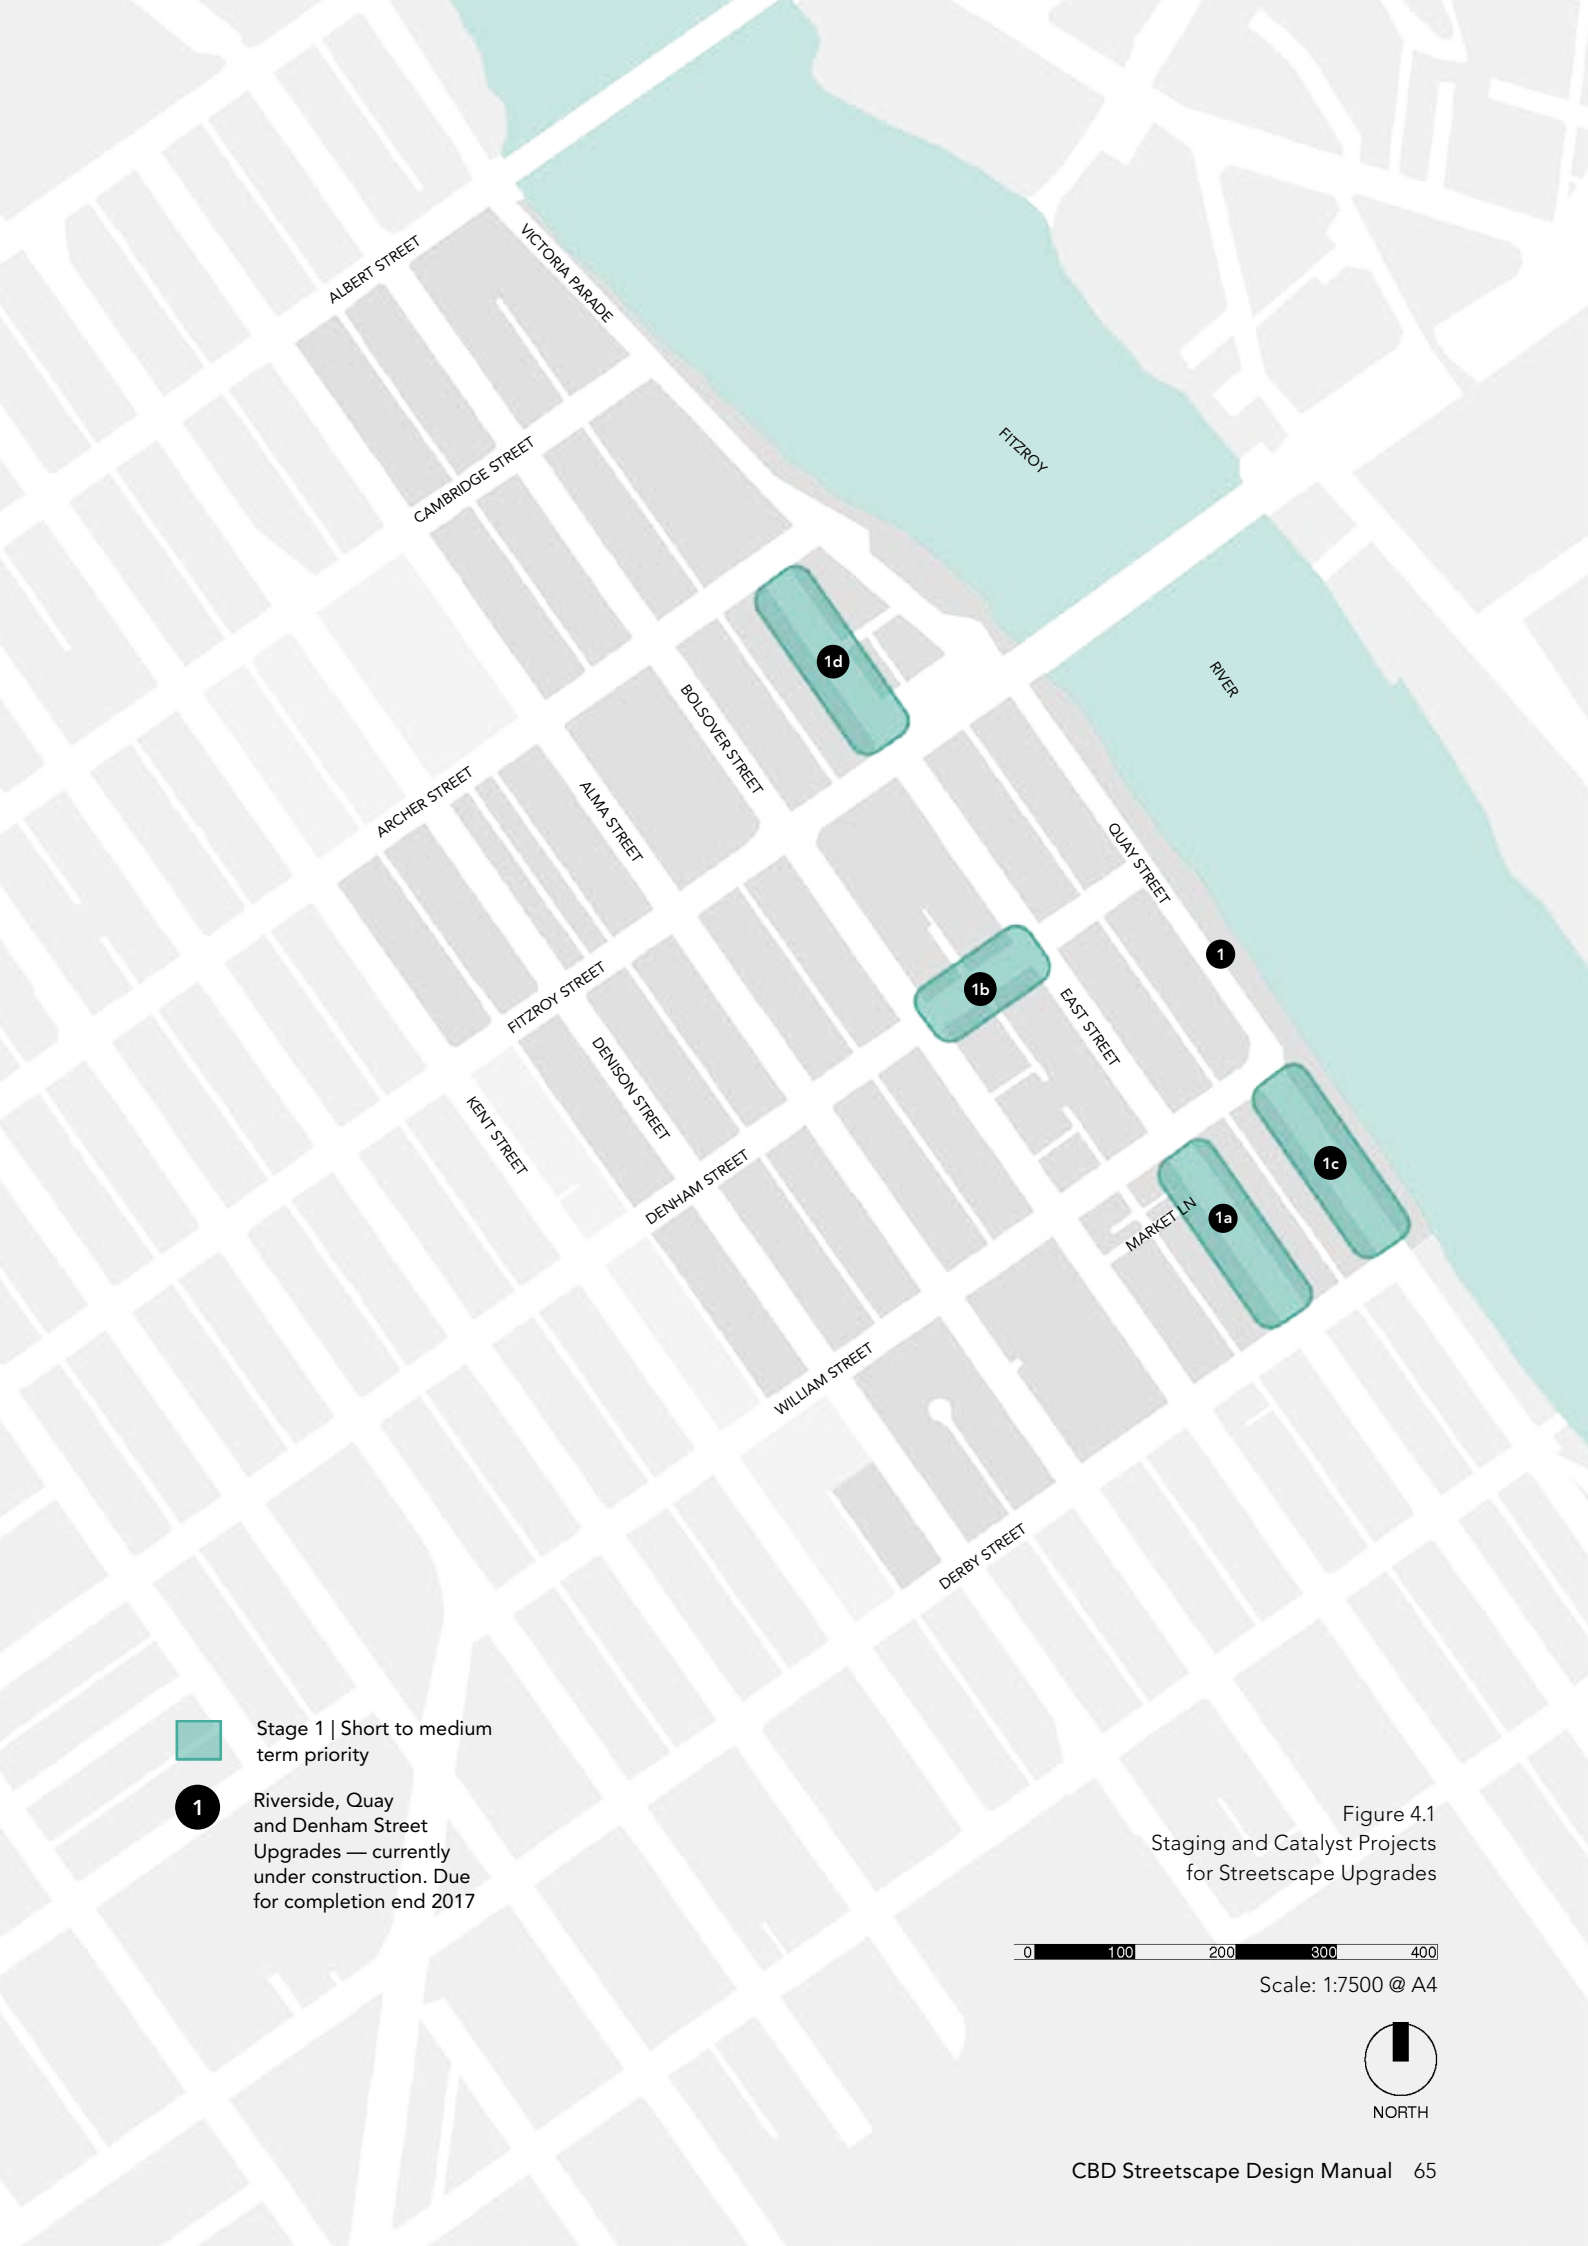 ALBERT STREET
VICTORIA PARADE
CAMBRIDGE STREET
FITZROY
RIVER
1d
BOLSOVER STREET
ARCHER STREET
ALMA STREET
QUAY STREET
1
1b
FITZROY STREET
EAST STREET
DENISON STREET
KENT STREET
1c
DENHAM STREET
MARKET LN
1a
WILLIAM STREET
DERBY STREET
Stage 1 | Short to medium
term priority
1
Riverside, Quay
and Denham Street
Upgrades — currently
under construction. Due
for completion end 2017
Figure 4.1
Staging and Catalyst Projects
for Streetscape Upgrades
0 100 200 300 400
Scale: 1:7500 @ A4
NORTH
CBD Streetscape Design Manual 65